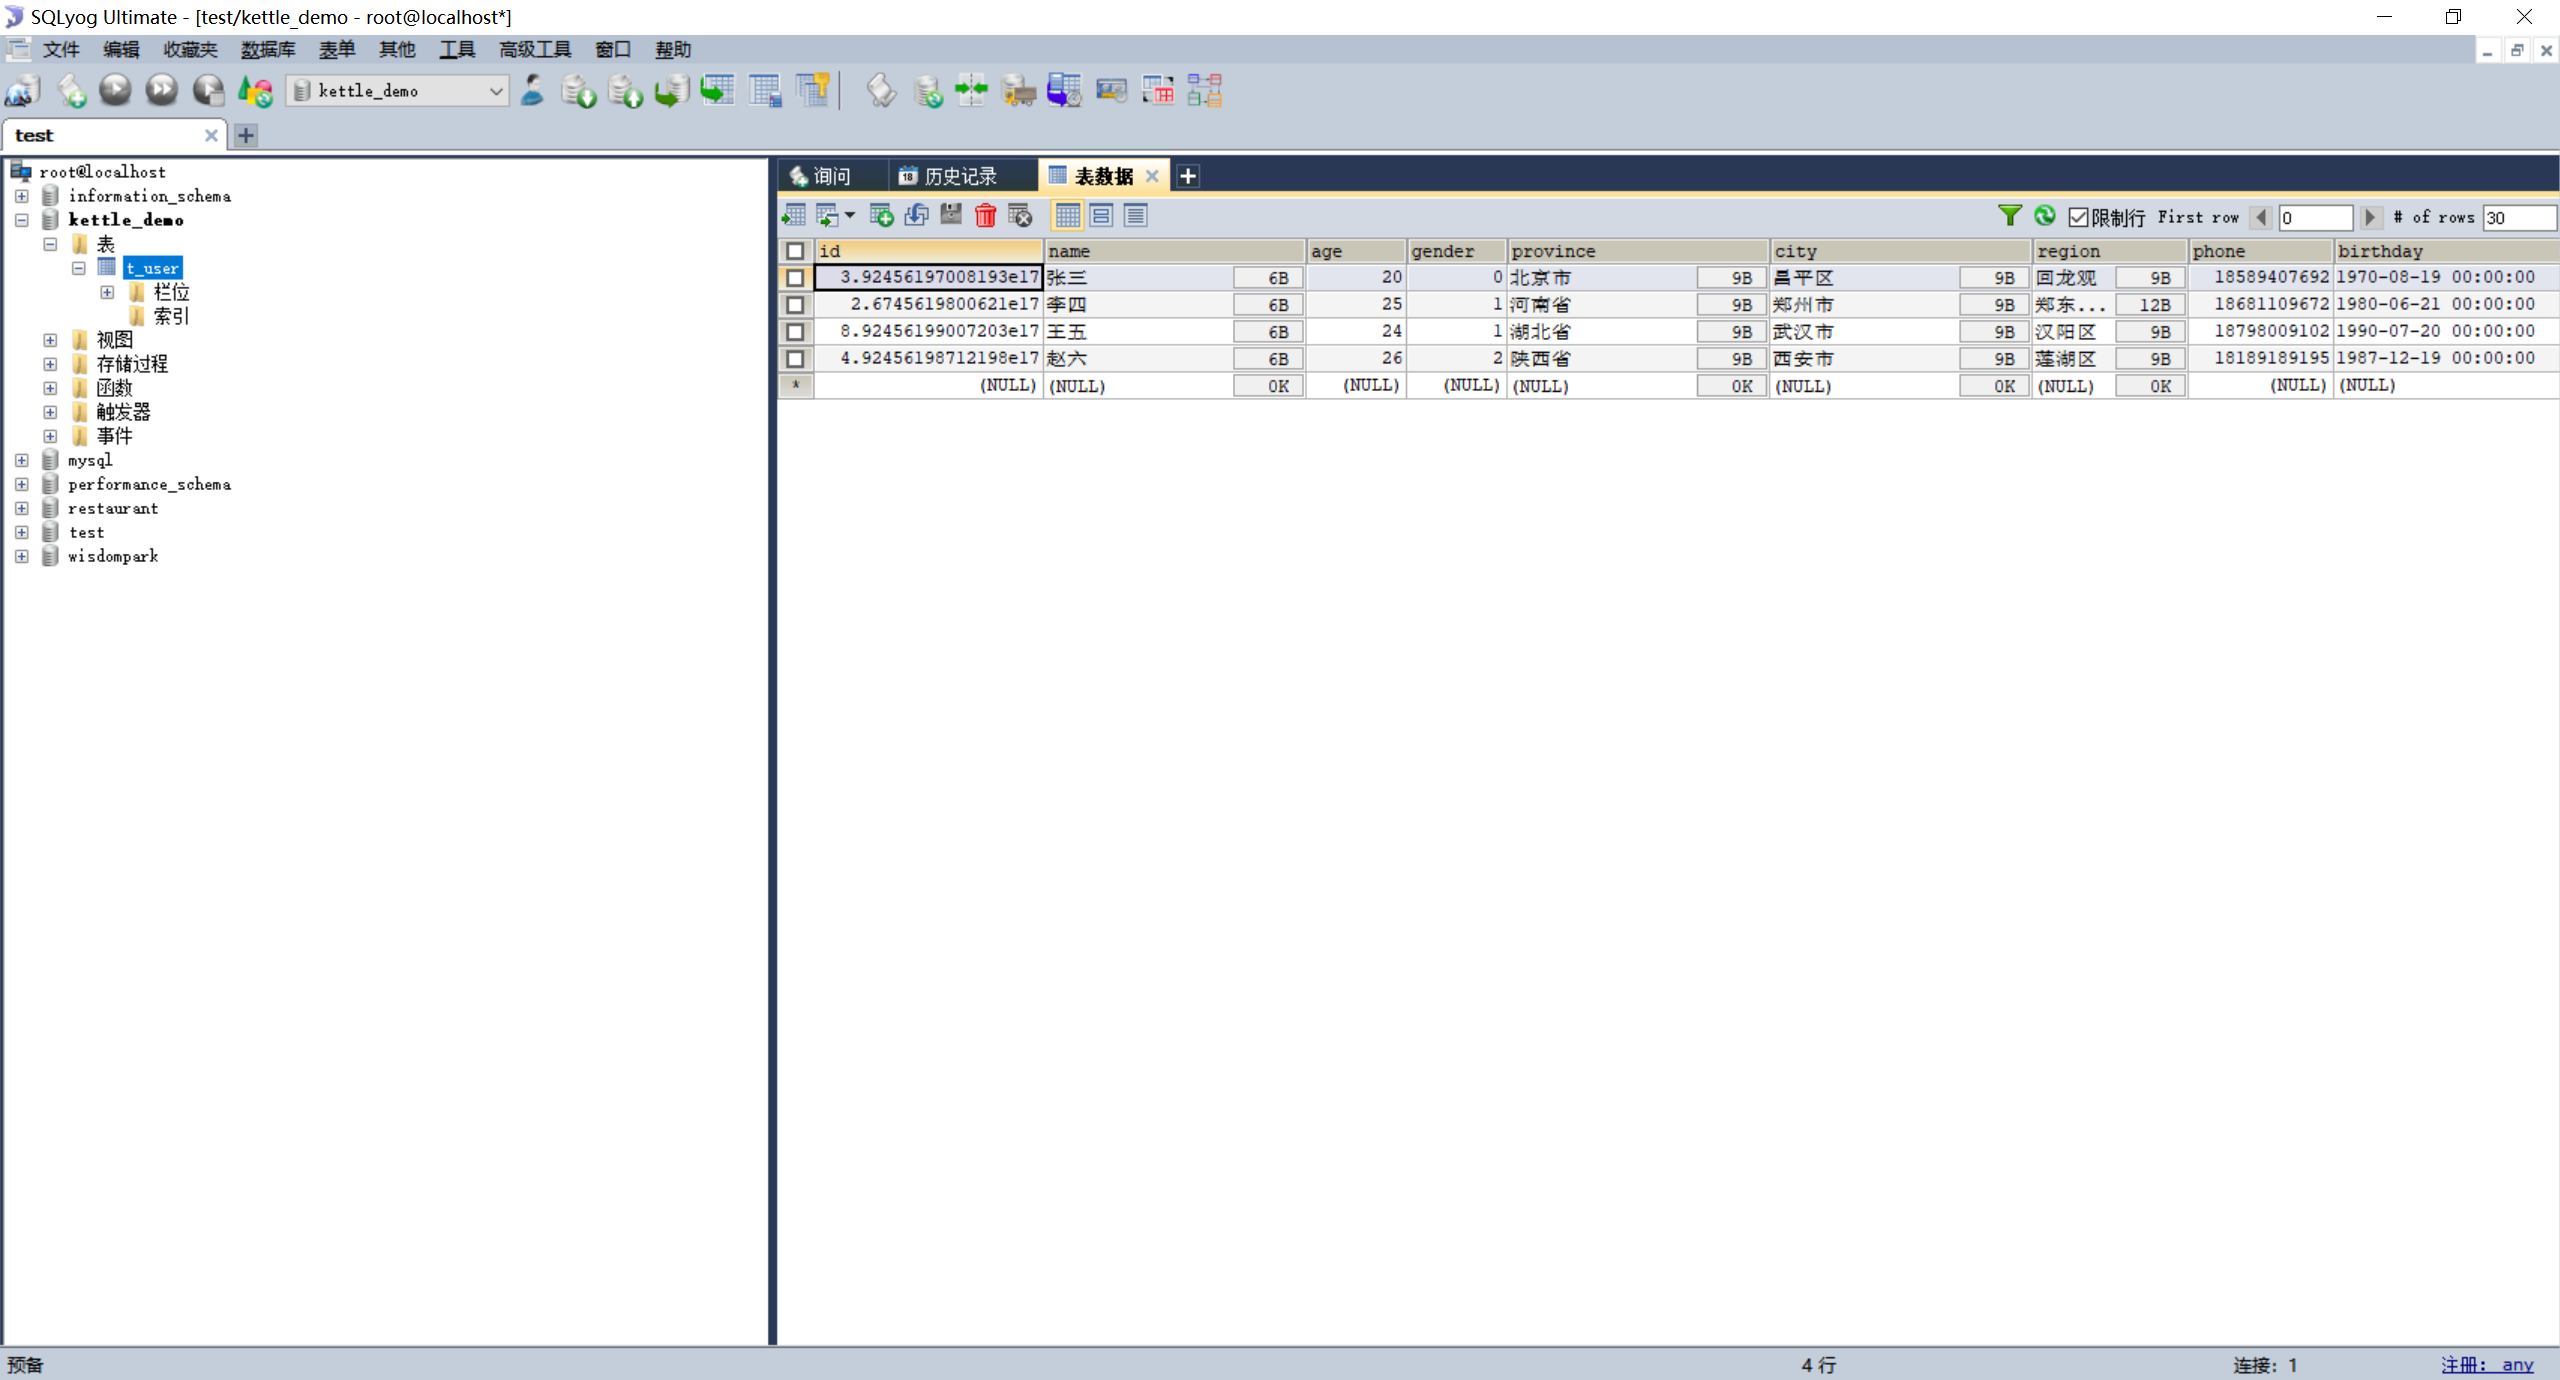 SQLyog Ultimate - [test/kettle_demo - root@localhost*]
文件 编辑 收藏夹 数据库 表单 其他 工具 高级工具 窗口 帮助
kettle_demo
test
root@localhost
information_schema
kettle_demo
表
t_user
栏位
索引
视图
存储过程
函数
触发器
事件
mysql
performance_schema
restaurant
test
wisdompark
询问 18 历史记录 表数据
限制行 First row 0 # of rows 30
id name age gender province city region phone birthday
3.92456197008193e17 张三 6B 20 0 北京市 9B 昌平区 9B 回龙观 9B 18589407692 1970-08-19 00:00:00
2.6745619800621e17 李四 6B 25 1 河南省 9B 郑州市 9B 郑东... 12B 18681109672 1980-06-21 00:00:00
8.92456199007203e17 王五 6B 24 1 湖北省 9B 武汉市 9B 汉阳区 9B 18798009102 1990-07-20 00:00:00
4.92456198712198e17 赵六 6B 26 2 陕西省 9B 西安市 9B 莲湖区 9B 18189189195 1987-12-19 00:00:00
* (NULL) (NULL) 0K (NULL) (NULL) (NULL) 0K (NULL) 0K (NULL) 0K (NULL) (NULL)
预备 4 行 连接: 1 注册: any